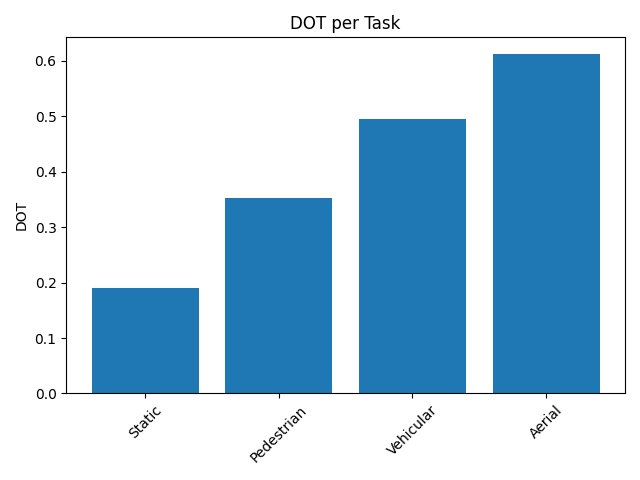 DOT per Task
DOT
0.6
0.5
0.4
0.3
0.2
0.1
0.0
Static
Pedestrian
Vehicular
Aerial